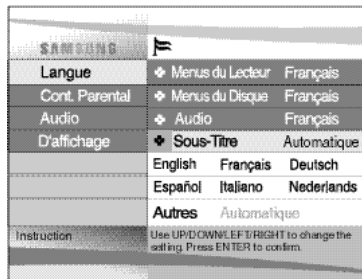 SAMSUNG
Langue
Cont. Parental
Audio
D'affichage
Menus du Lecteur Français
Menus du Disque Français
Audio Français
Sous-Titre Automatique
English Français Deutsch
Español Italiano Nederlands
Autres Automatique
Instruction
Use UP/DOWN/LEFT/RIGHT to change the
setting. Press ENTER to confirm.